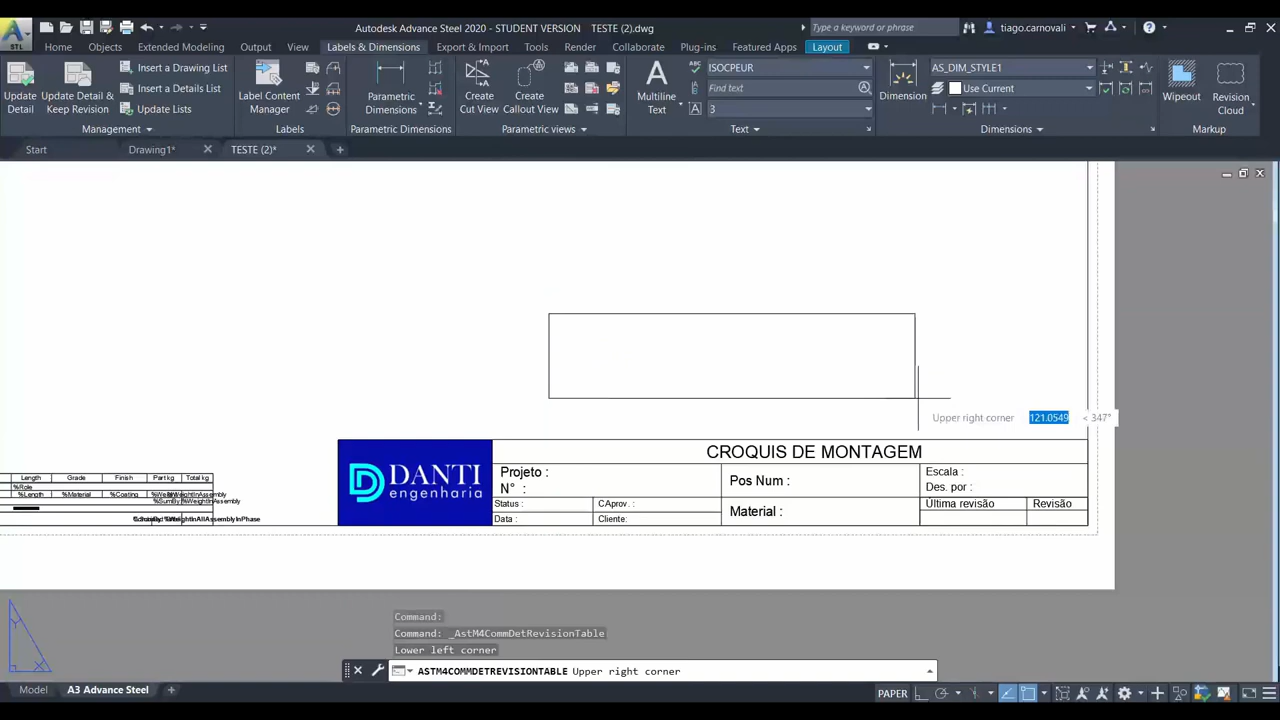 Autodesk Advance Steel 2020 - STUDENT VERSION TESTE (2).dwg
Type a keyword or phrase
tiago.carnovali
STL
Home Objects Extended Modeling Output View Labels & Dimensions Export & Import Tools Render Collaborate Plug-ins Featured Apps Layout
Update Detail
Update Detail & Keep Revision
Insert a Drawing List
Insert a Details List
Update Lists
Label Content Manager
Parametric Dimensions
Create Cut View
Create Callout View
Multiline Text
ISOCPEUR
Find text
3
Dimension
AS_DIM_STYLE1
Use Current
Wipeout
Revision Cloud
Management Labels Parametric Dimensions Parametric views Text Dimensions Markup
Start Drawing1* TESTE (2)*
Upper right corner 121.0549 < 347°
DANTI
engenharia
CROQUIS DE MONTAGEM
Projeto :
N° :
Status : CAprov. :
Data : Cliente:
Pos Num :
Material :
Escala :
Des. por :
Última revisão Revisão
Length Grade Finish Part kg Total kg
%Role
%Length %Material %Coating
Command:
Command: _AstM4CommDetRevisionTable
Lower left corner
ASTM4COMMDETREVISIONTABLE Upper right corner
Y
X
Model A3 Advance Steel
PAPER